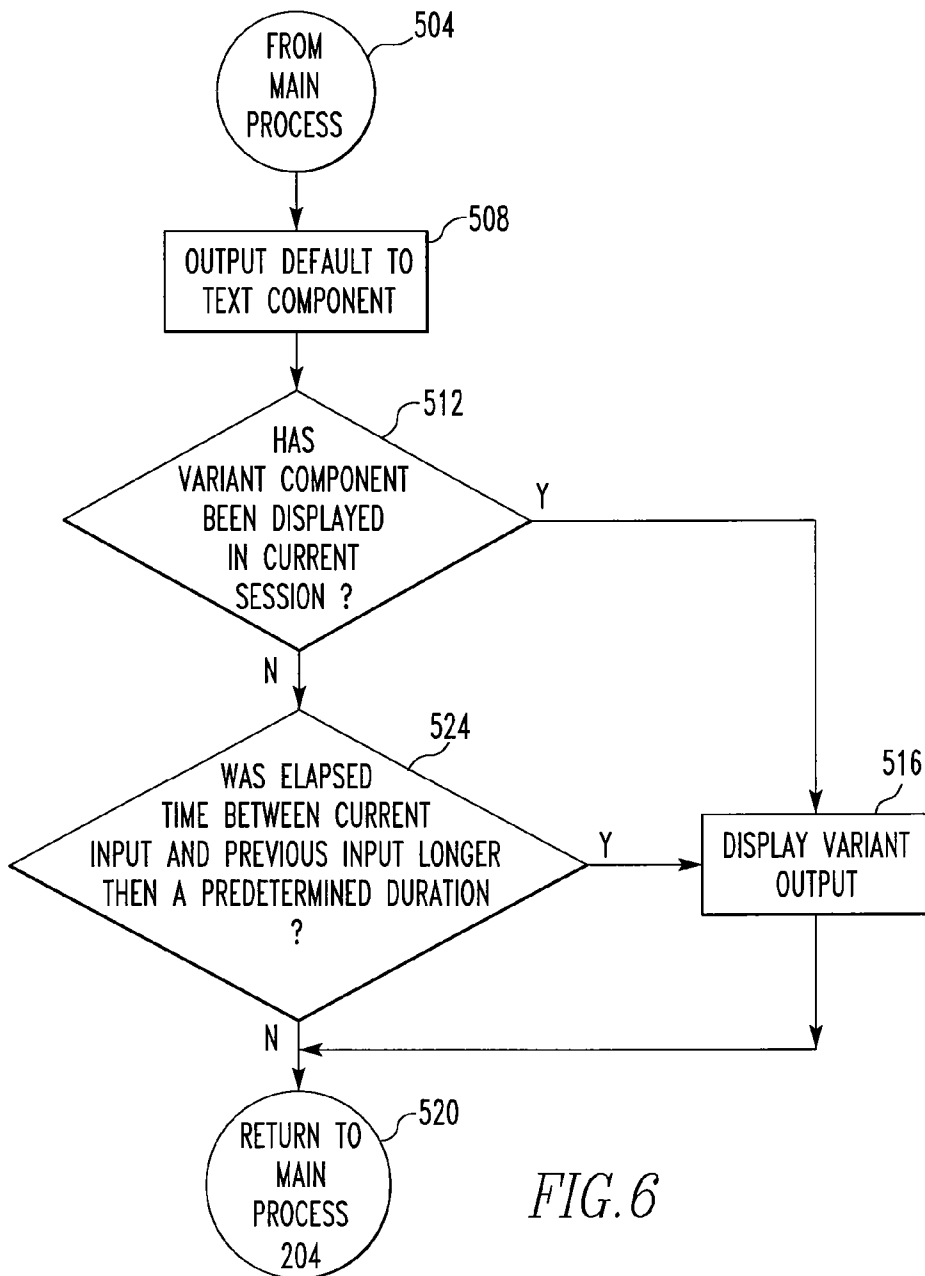 504
FROM
MAIN
PROCESS
508
OUTPUT DEFAULT TO
TEXT COMPONENT
512
HAS
VARIANT COMPONENT
BEEN DISPLAYED
IN CURRENT
SESSION ?
Y
N
524
WAS ELAPSED
TIME BETWEEN CURRENT
INPUT AND PREVIOUS INPUT LONGER
THEN A PREDETERMINED DURATION
?
Y
516
DISPLAY VARIANT
OUTPUT
N
520
RETURN TO
MAIN
PROCESS
204
FIG.6